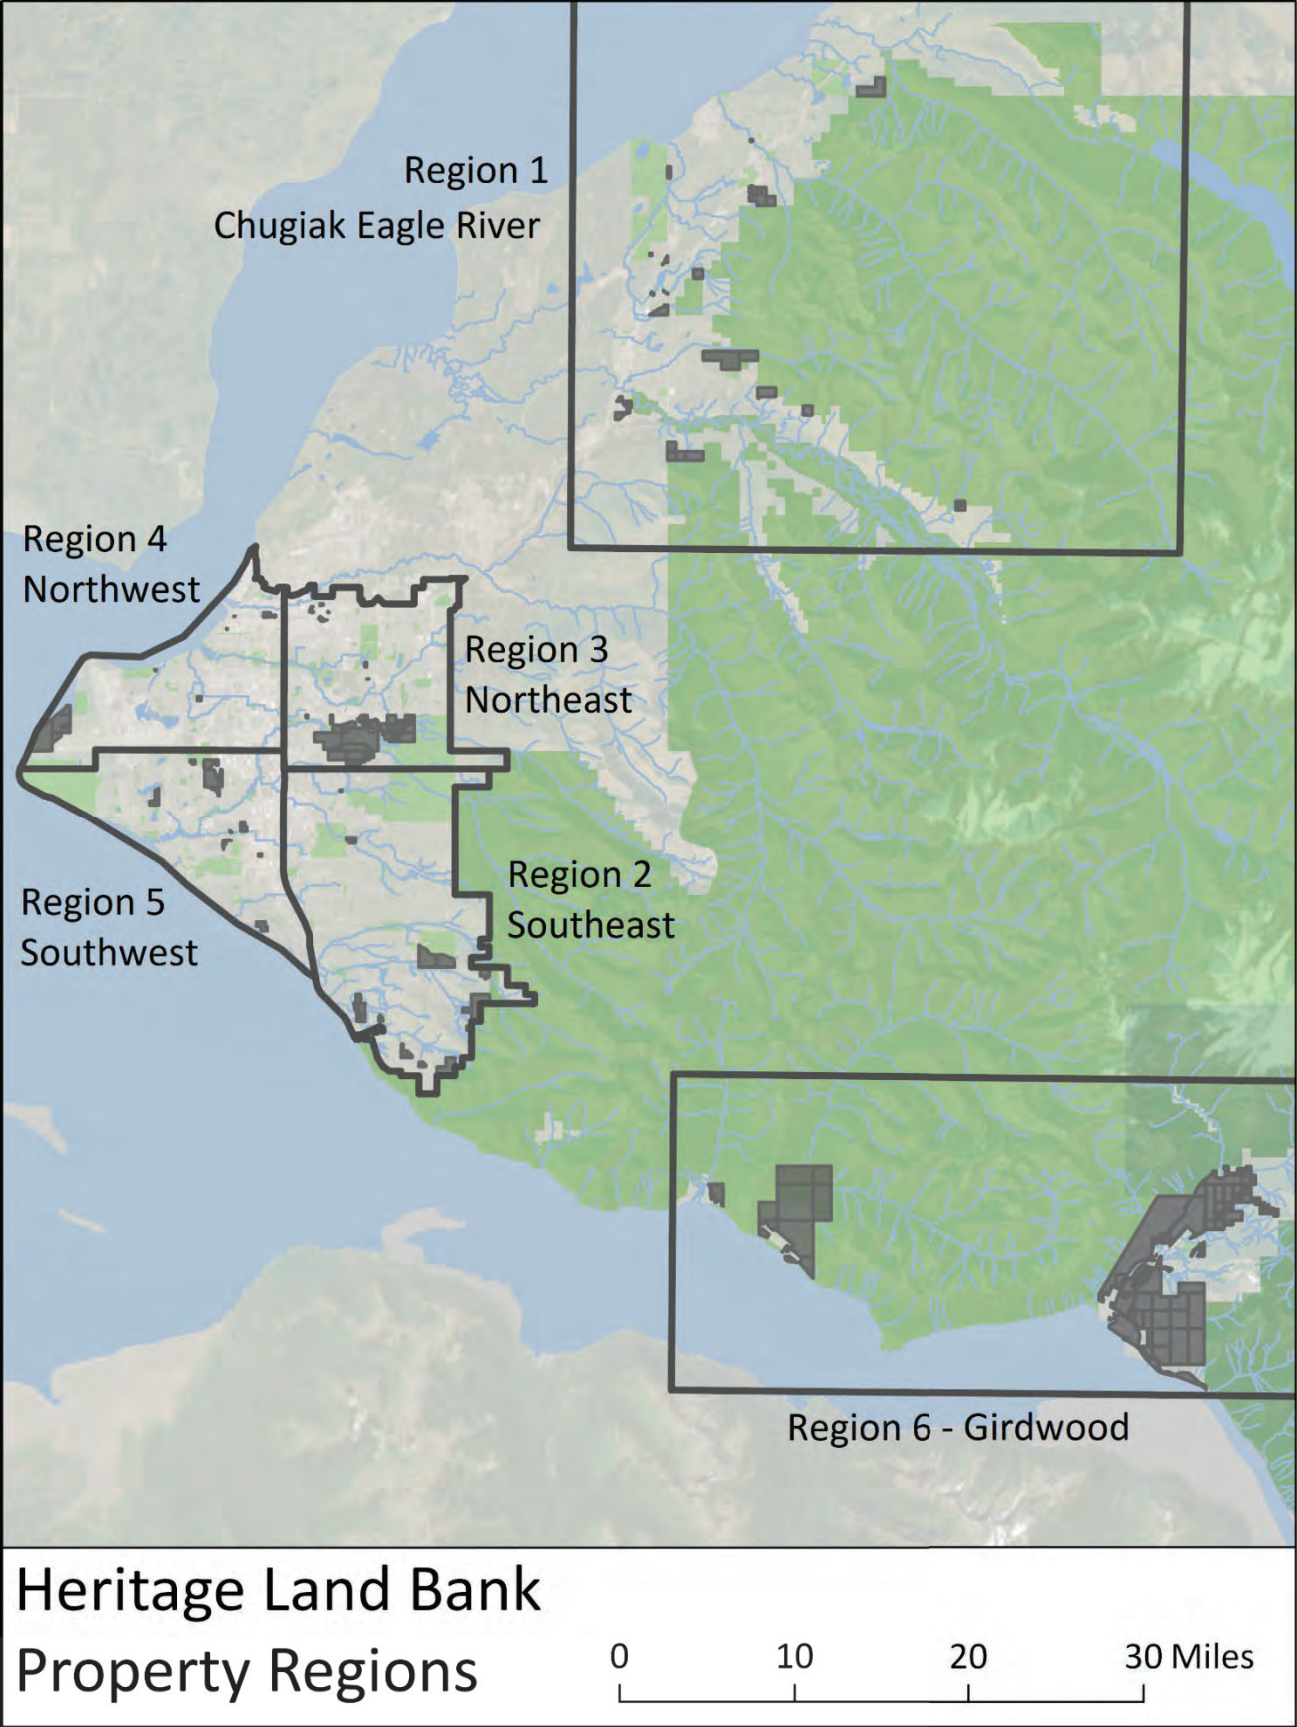 Region 1
Chugiak Eagle River
Region 4
Northwest
Region 3
Northeast
Region 2
Southeast
Region 5
Southwest
Region 6 - Girdwood
Heritage Land Bank
Property Regions
0 10 20 30 Miles